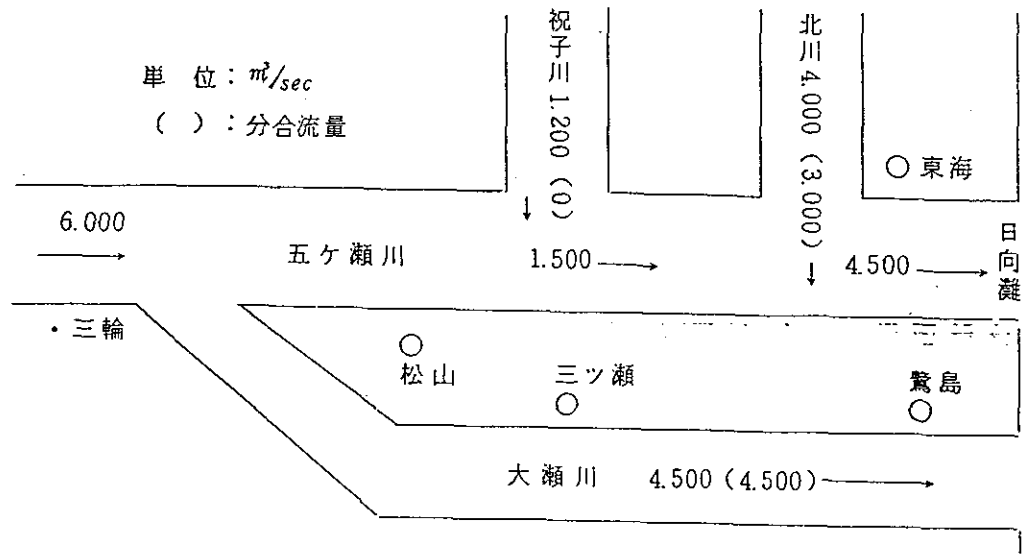 単 位：㎥/sec
( )：分合流量
祝子川1.200(0)
北川4.000(3.000)
東海
6.000
五ケ瀬川
1.500
4.500
日向灘
・三輪
松山
三ツ瀬
鷺島
大瀬川 4.500(4.500)